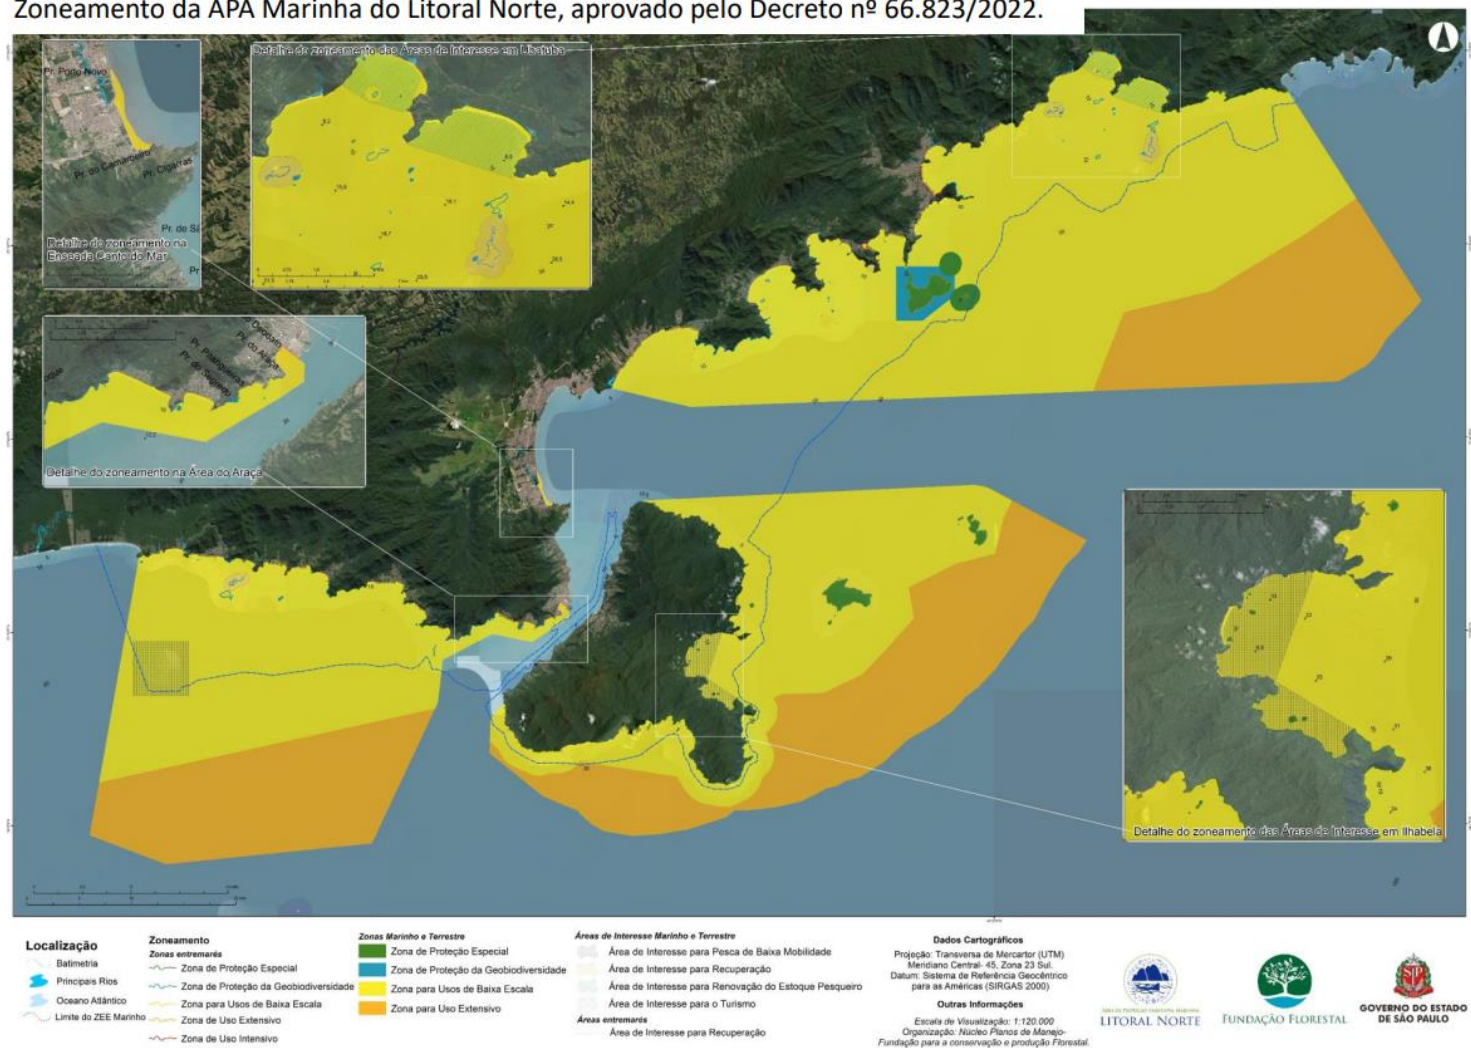 Zoneamento da APA Marinha do Litoral Norte, aprovado pelo Decreto nº 66.823/2022.
Pr. Porto Novo
Pr. do Camaroeiro
Pr. Cigarras
Detalhe do zoneamento na
Enseada Canto do Mar
Detalhe do zoneamento das Áreas de Interesse em Ubatuba
Pr. do Araçá
Pr. Pitangueiras
Detalhe do zoneamento na Área do Araçá
Detalhe do zoneamento das Áreas de Interesse em Ilhabela
Localização
Batimetria
Principais Rios
Oceano Atlântico
Limite do ZEE Marinho
Zoneamento
Zonas entremarés
Zona de Proteção Especial
Zona de Proteção da Geobiodiversidade
Zona para Usos de Baixa Escala
Zona de Uso Extensivo
Zona de Uso Intensivo
Zonas Marinho e Terrestre
Zona de Proteção Especial
Zona de Proteção da Geobiodiversidade
Zona para Usos de Baixa Escala
Zona para Uso Extensivo
Áreas de Interesse Marinho e Terrestre
Área de Interesse para Pesca de Baixa Mobilidade
Área de Interesse para Recuperação
Área de Interesse para Renovação do Estoque Pesqueiro
Área de Interesse para o Turismo
Áreas entremarés
Área de Interesse para Recuperação
Dados Cartográficos
Projeção: Transversa de Mercartor (UTM)
Meridiano Central- 45, Zona 23 Sul.
Datum: Sistema de Referência Geocêntrico
para as Américas (SIRGAS 2000)
Outras Informações
Escala de Visualização: 1:120.000
Organização: Núcleo Planos de Manejo-
Fundação para a conservação e produção Florestal.
LITORAL NORTE
FUNDAÇÃO FLORESTAL
GOVERNO DO ESTADO
DE SÃO PAULO